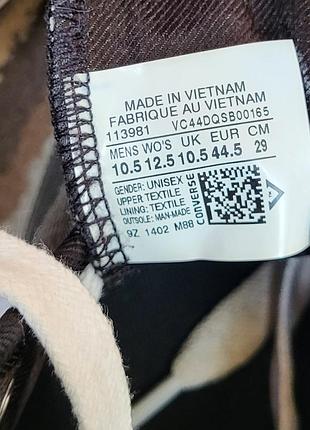 MADE IN VIETNAM
FABRIQUE AU VIETNAM
113981 VC44DQSB00165
MENS WO'S UK EUR CM
10.5 12.5 10.5 44.5 29
GENDER: UNISEX
UPPER: TEXTILE
LINING: TEXTILE
OUTSOLE: MAN-MADE
9Z 1402 M88
CONVERSE